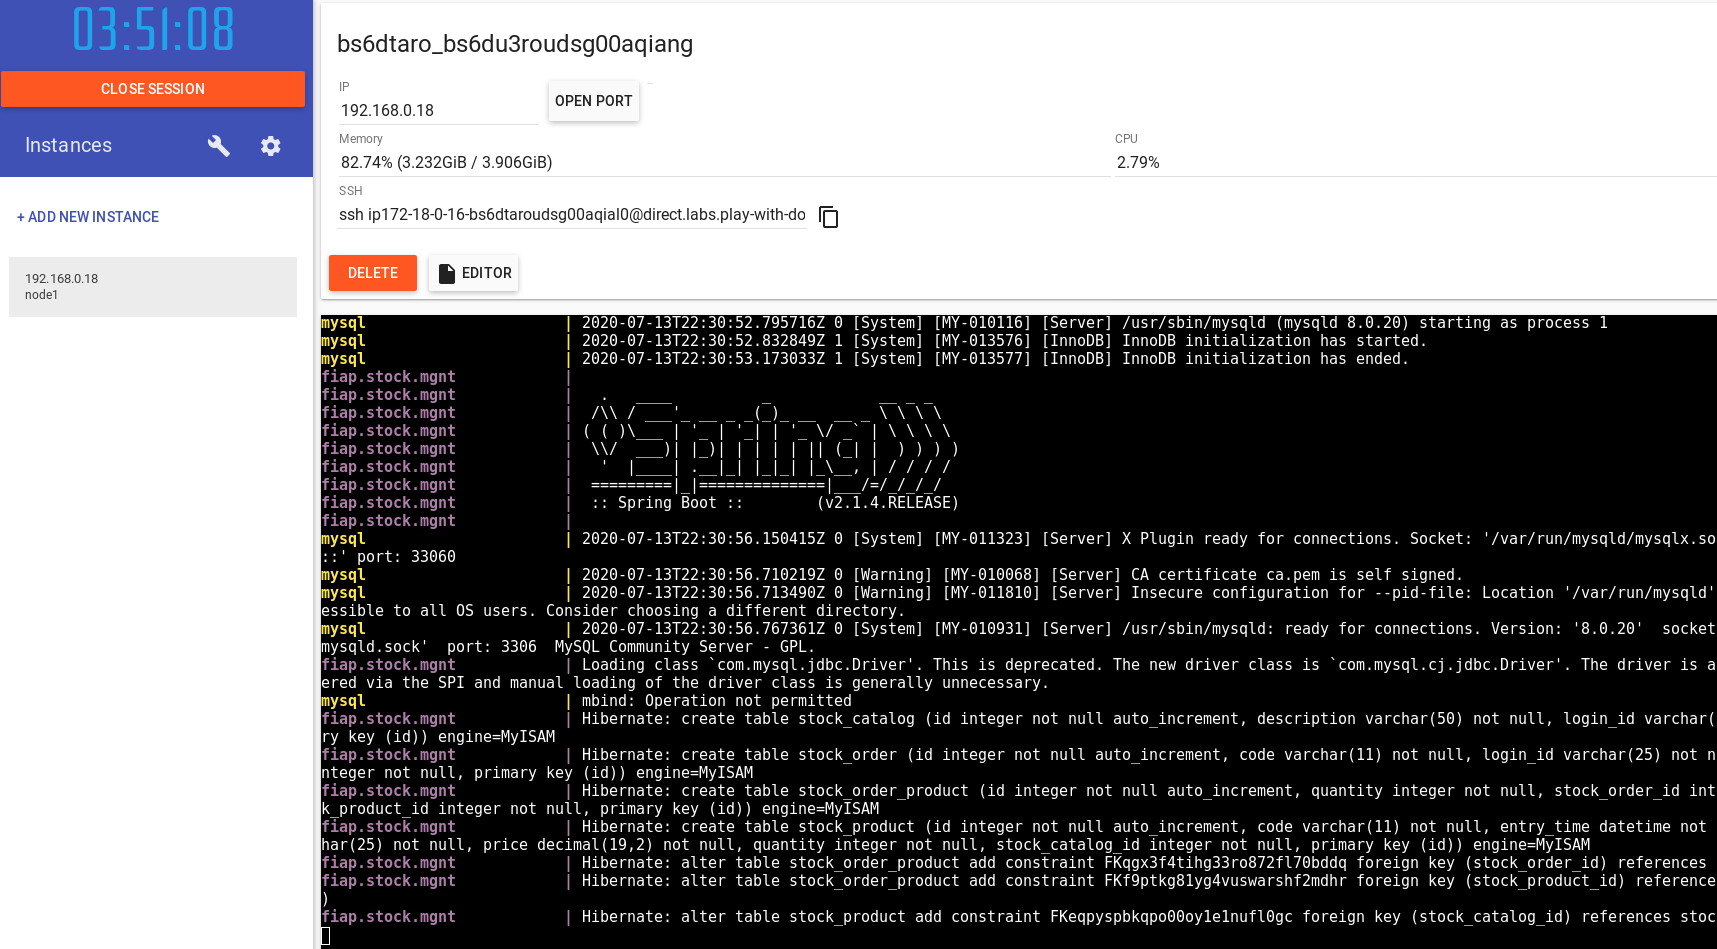 03:51:08
CLOSE SESSION
Instances
+ ADD NEW INSTANCE
192.168.0.18
node1
bs6dtaro_bs6du3roudsg00aqiang
IP
192.168.0.18
OPEN PORT
Memory
82.74% (3.232GiB / 3.906GiB)
CPU
2.79%
SSH
ssh ip172-18-0-16-bs6dtaroudsg00aqial0@direct.labs.play-with-do
DELETE
EDITOR
mysql | 2020-07-13T22:30:52.795716Z 0 [System] [MY-010116] [Server] /usr/sbin/mysqld (mysqld 8.0.20) starting as process 1
mysql | 2020-07-13T22:30:52.832849Z 1 [System] [MY-013576] [InnoDB] InnoDB initialization has started.
mysql | 2020-07-13T22:30:53.173033Z 1 [System] [MY-013577] [InnoDB] InnoDB initialization has ended.
fiap.stock.mgnt |
fiap.stock.mgnt |   .   ____          _            __ _ _
fiap.stock.mgnt |  /\\ / ___'_ __ _ _(_)_ __  __ _ \ \ \ \
fiap.stock.mgnt | ( ( )\___ | '_ | '_| | '_ \/ _` | \ \ \ \
fiap.stock.mgnt |  \\/  ___)| |_)| | | | | || (_| |  ) ) ) )
fiap.stock.mgnt |   '  |____| .__|_| |_|_| |_\__, | / / / /
fiap.stock.mgnt |  =========|_|==============|___/=/_/_/_/
fiap.stock.mgnt |  :: Spring Boot ::        (v2.1.4.RELEASE)
fiap.stock.mgnt |
mysql | 2020-07-13T22:30:56.150415Z 0 [System] [MY-011323] [Server] X Plugin ready for connections. Socket: '/var/run/mysqld/mysqlx.so
::' port: 33060
mysql | 2020-07-13T22:30:56.710219Z 0 [Warning] [MY-010068] [Server] CA certificate ca.pem is self signed.
mysql | 2020-07-13T22:30:56.713490Z 0 [Warning] [MY-011810] [Server] Insecure configuration for --pid-file: Location '/var/run/mysqld'
essible to all OS users. Consider choosing a different directory.
mysql | 2020-07-13T22:30:56.767361Z 0 [System] [MY-010931] [Server] /usr/sbin/mysqld: ready for connections. Version: '8.0.20'  socket
mysqld.sock'  port: 3306  MySQL Community Server - GPL.
fiap.stock.mgnt | Loading class `com.mysql.jdbc.Driver'. This is deprecated. The new driver class is `com.mysql.cj.jdbc.Driver'. The driver is a
ered via the SPI and manual loading of the driver class is generally unnecessary.
mysql | mbind: Operation not permitted
fiap.stock.mgnt | Hibernate: create table stock_catalog (id integer not null auto_increment, description varchar(50) not null, login_id varchar(
ry key (id)) engine=MyISAM
fiap.stock.mgnt | Hibernate: create table stock_order (id integer not null auto_increment, code varchar(11) not null, login_id varchar(25) not n
nteger not null, primary key (id)) engine=MyISAM
fiap.stock.mgnt | Hibernate: create table stock_order_product (id integer not null auto_increment, quantity integer not null, stock_order_id int
k_product_id integer not null, primary key (id)) engine=MyISAM
fiap.stock.mgnt | Hibernate: create table stock_product (id integer not null auto_increment, code varchar(11) not null, entry_time datetime not
har(25) not null, price decimal(19,2) not null, quantity integer not null, stock_catalog_id integer not null, primary key (id)) engine=MyISAM
fiap.stock.mgnt | Hibernate: alter table stock_order_product add constraint FKqgx3f4tihg33ro872fl70bddq foreign key (stock_order_id) references
fiap.stock.mgnt | Hibernate: alter table stock_order_product add constraint FKf9ptkg81yg4vuswarshf2mdhr foreign key (stock_product_id) reference
)
fiap.stock.mgnt | Hibernate: alter table stock_product add constraint FKeqpyspbkqpo00oy1e1nufl0gc foreign key (stock_catalog_id) references stoc